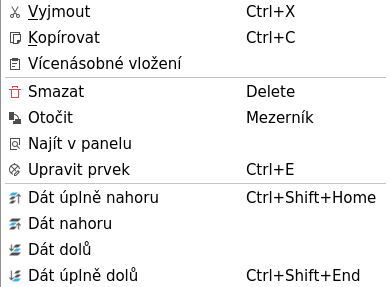 Vyjmout Ctrl+X
Kopírovat Ctrl+C
Vícenásobné vložení
Smazat Delete
Otočit Mezerník
Najít v panelu
Upravit prvek Ctrl+E
Dát úplně nahoru Ctrl+Shift+Home
Dát nahoru
Dát dolů
Dát úplně dolů Ctrl+Shift+End